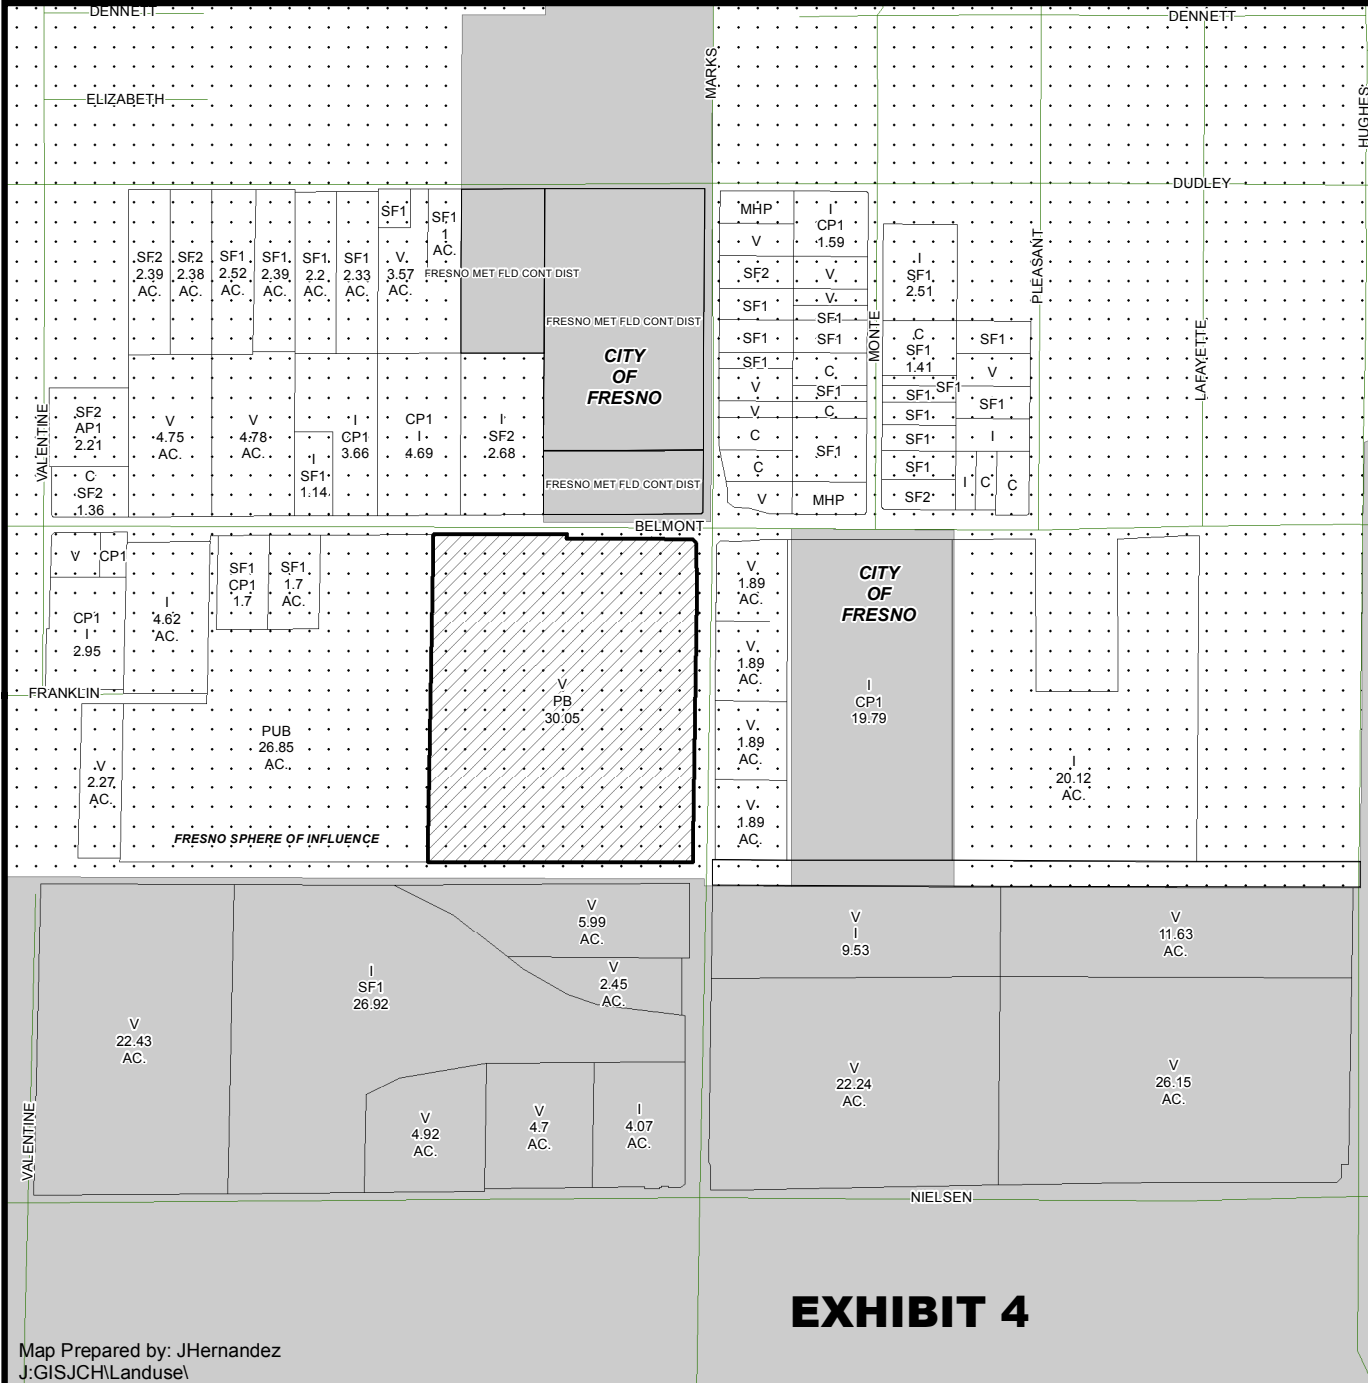 DENNETT
DENNETT
MARKS
ELIZABETH
HUGHES
DUDLEY
SF1
SF1
1
AC.
SF2
2.39
AC.
SF2
2.38
AC.
SF1
2.52
AC.
SF1
2.39
AC.
SF1
2.2
AC.
SF1
2.33
AC.
V
3.57
AC.
FRESNO MET FLD CONT DIST
FRESNO MET FLD CONT DIST
CITY
OF
FRESNO
FRESNO MET FLD CONT DIST
VALENTINE
SF2
AP1
2.21
C
SF2
1.36
V
4.75
AC.
V
4.78
AC.
I
SF1
1.14
I
CP1
3.66
CP1
I
4.69
I
SF2
2.68
MHP
V
SF2
SF1
SF1
SF1
V
V
C
C
V
I
CP1
1.59
V
V
SF1
SF1
C
SF1
C
SF1
MHP
MONTE
I
SF1
2.51
C
SF1
1.41
SF1
SF1
SF1
SF1
SF1
SF2
SF1
V
SF1
I
I
C
C
PLEASANT
LAFAYETTE
BELMONT
V
CP1
CP1
I
2.95
I
4.62
AC.
SF1
CP1
1.7
SF1
1.7
AC.
FRANKLIN
V
2.27
AC.
PUB
26.85
AC.
FRESNO SPHERE OF INFLUENCE
V
PB
30.05
V
1.89
AC.
V
1.89
AC.
V
1.89
AC.
V
1.89
AC.
CITY
OF
FRESNO
I
CP1
19.79
I
20.12
AC.
V
22.43
AC.
I
SF1
26.92
V
5.99
AC.
V
2.45
AC.
V
4.92
AC.
V
4.7
AC.
I
4.07
AC.
V
I
9.53
V
11.63
AC.
V
22.24
AC.
V
26.15
AC.
VALENTINE
NIELSEN
EXHIBIT 4
Map Prepared by: JHernandez
J:GISJCH\Landuse\